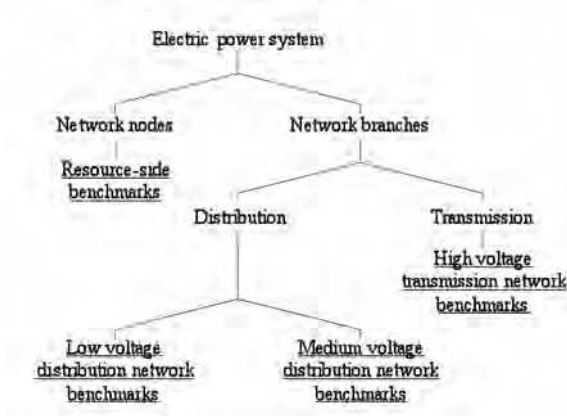 Electric power system
Network nodes
Network branches
Resource-side
benchmarks
Distribution
Transmission
High voltage
transmission network
benchmarks
Low voltage
distribution network
benchmarks
Medium voltage
distribution network
benchmarks